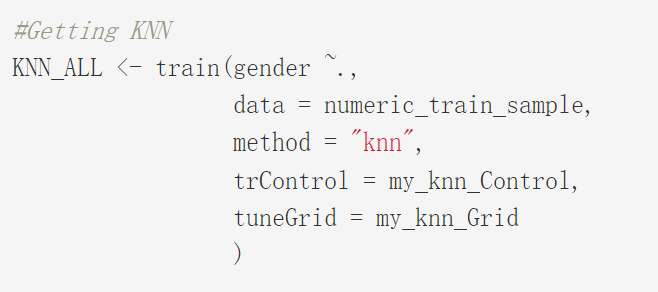 #Getting KNN
KNN_ALL <- train(gender ~.,
data = numeric_train_sample,
method = "knn",
trControl = my_knn_Control,
tuneGrid = my_knn_Grid
)